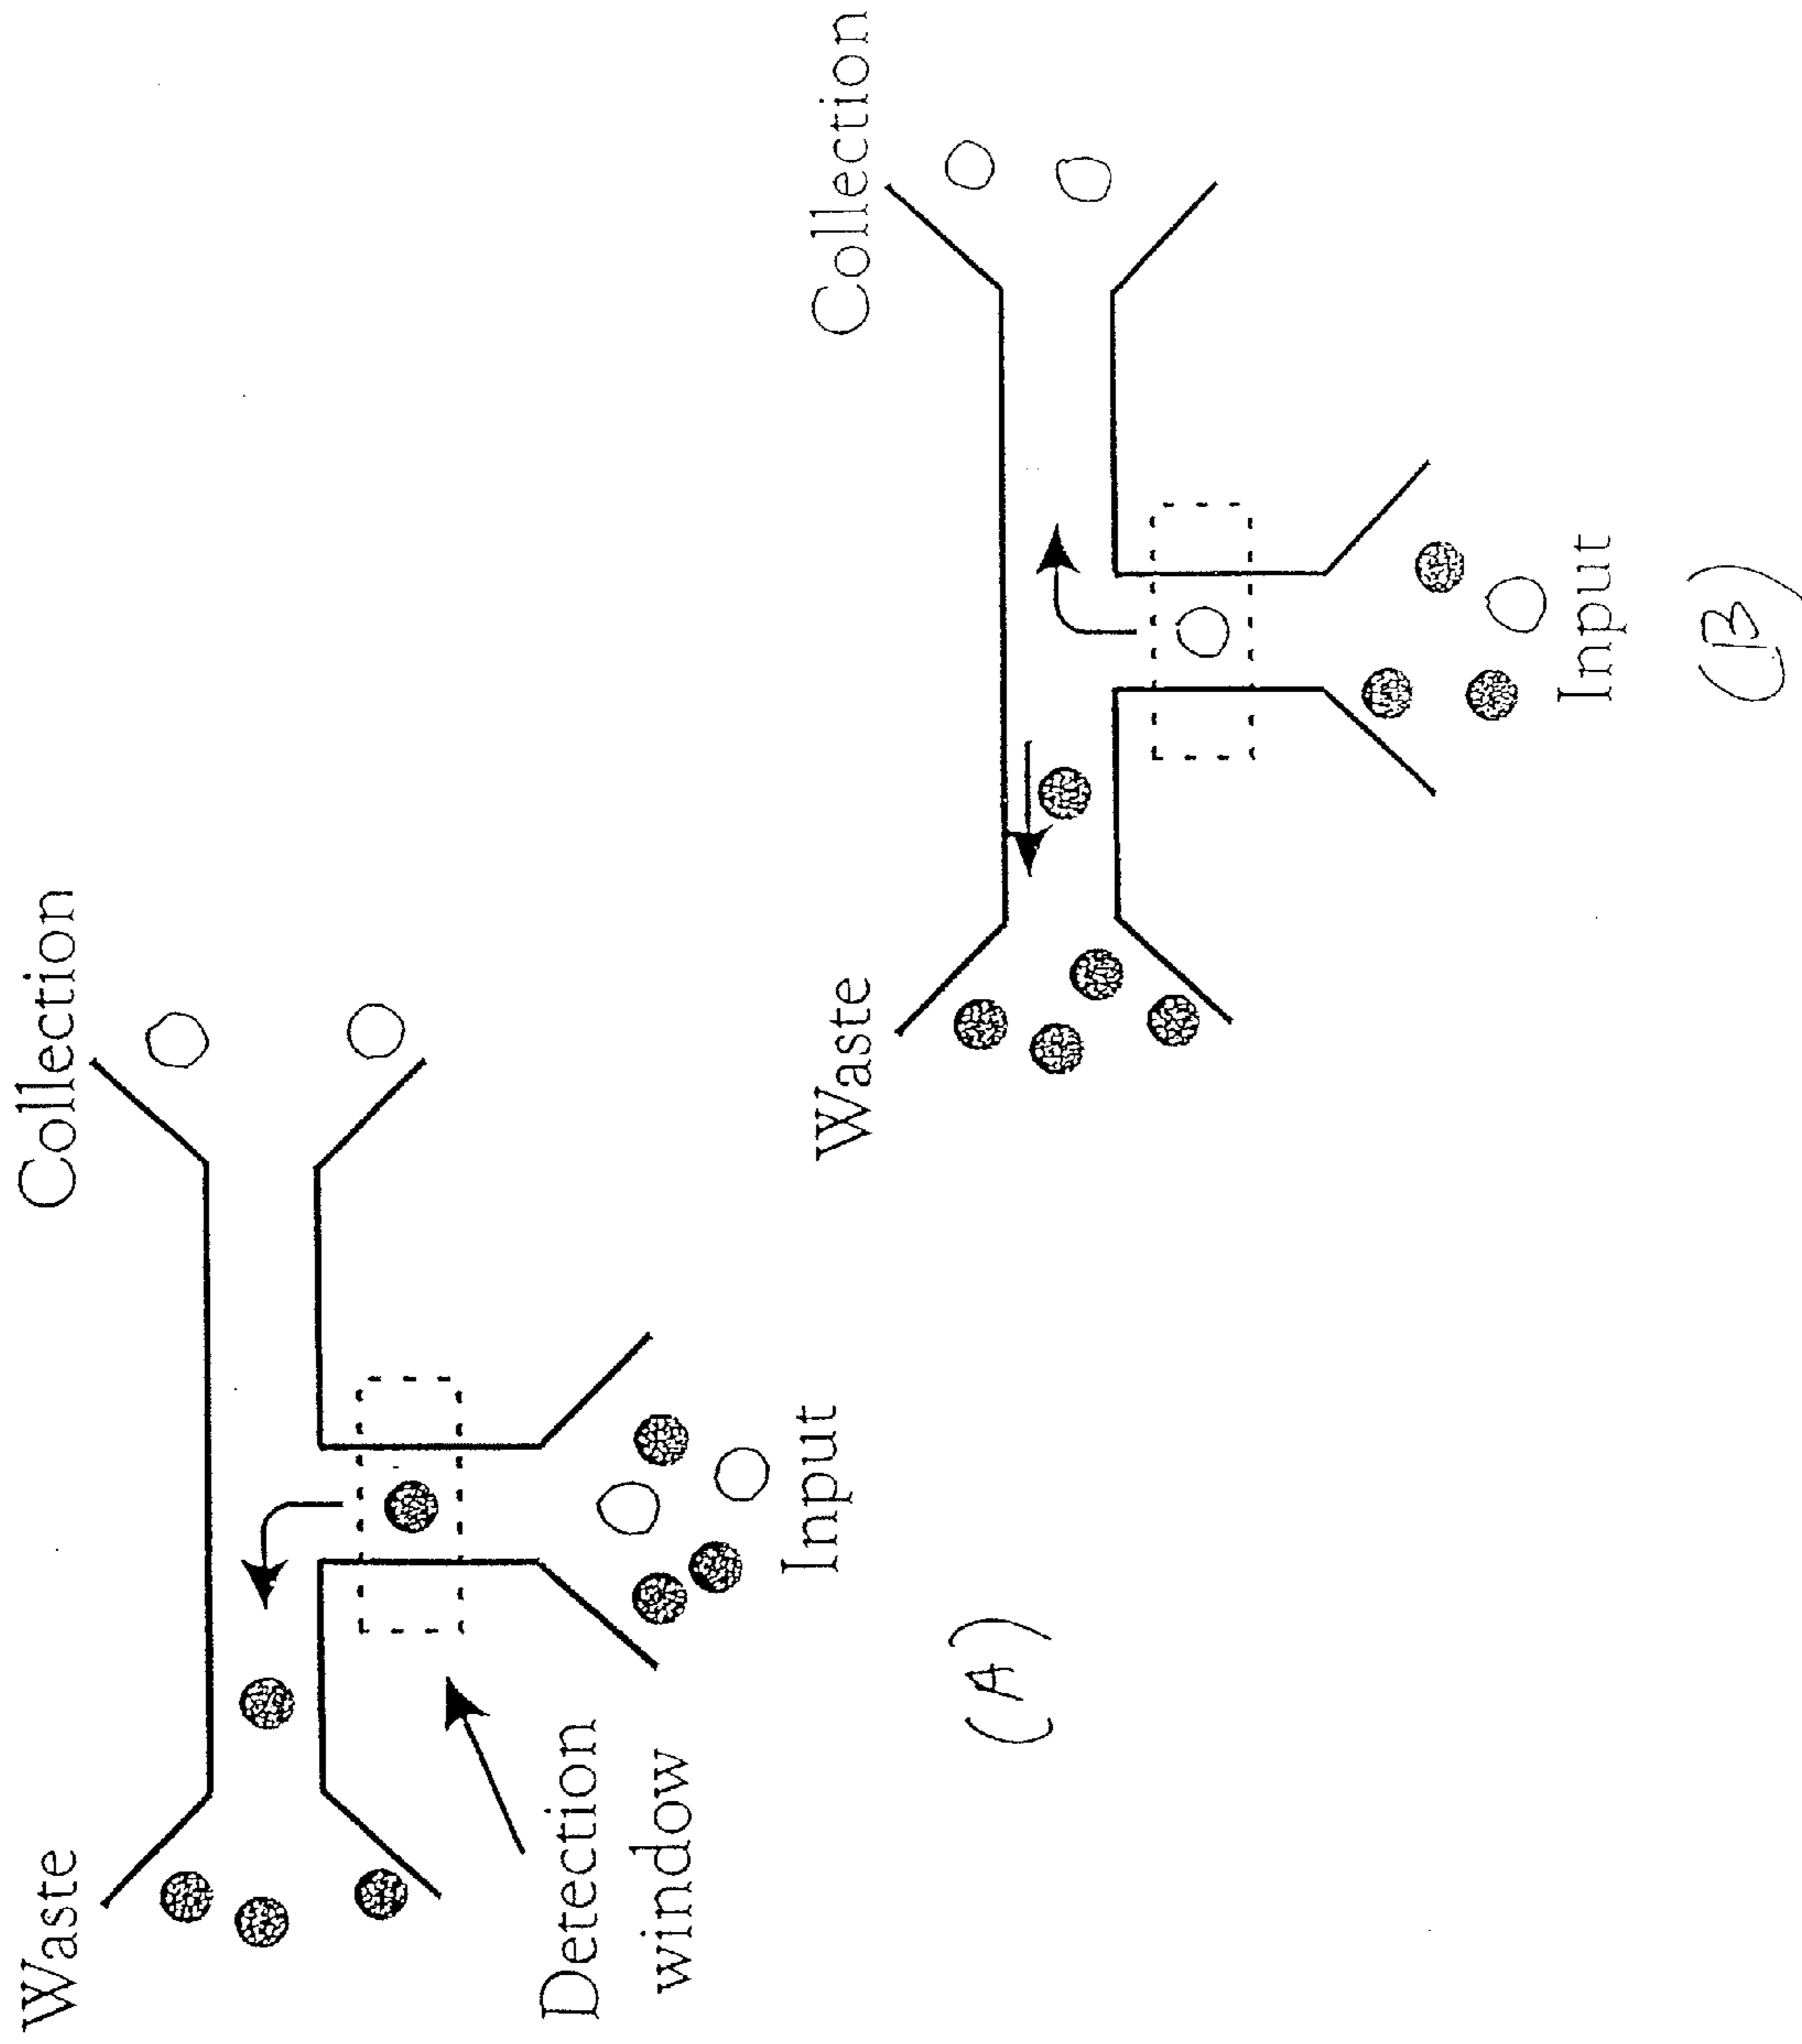 Waste
Collection
Detection
window
Input
(A)
Waste
Collection
Input
(B)